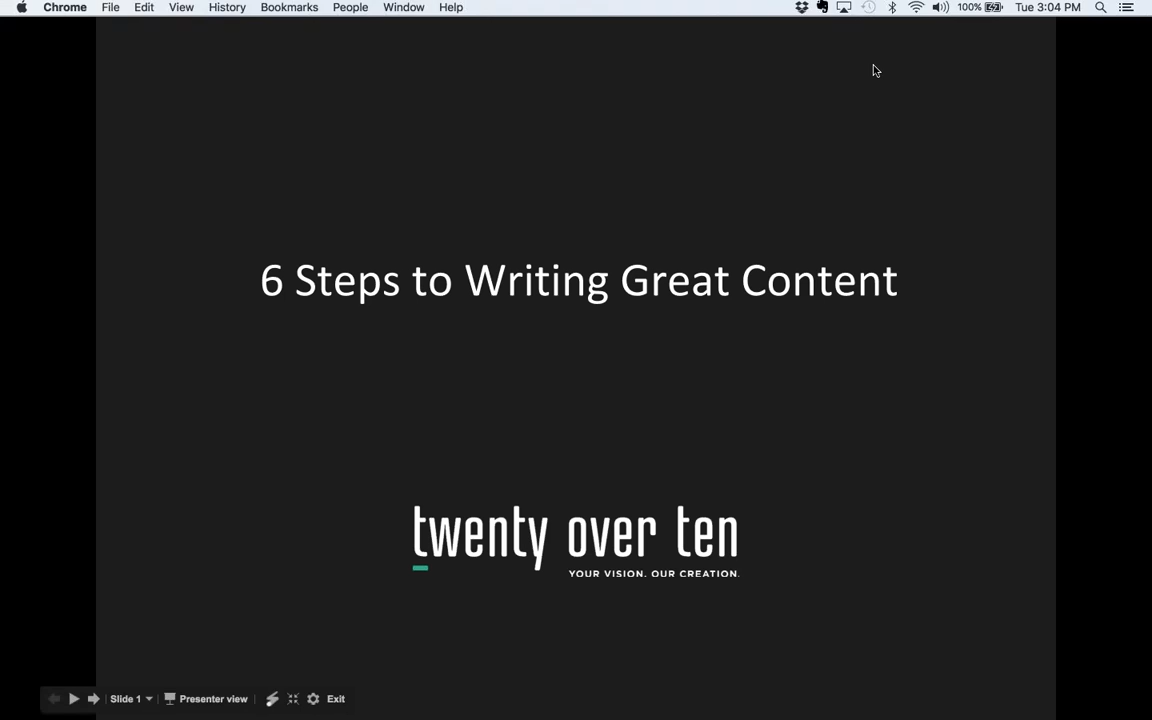 Chrome File Edit View History Bookmarks People Window Help 100% Tue 3:04 PM
6 Steps to Writing Great Content
twenty over ten
YOUR VISION. OUR CREATION.
Slide 1 Presenter view Exit